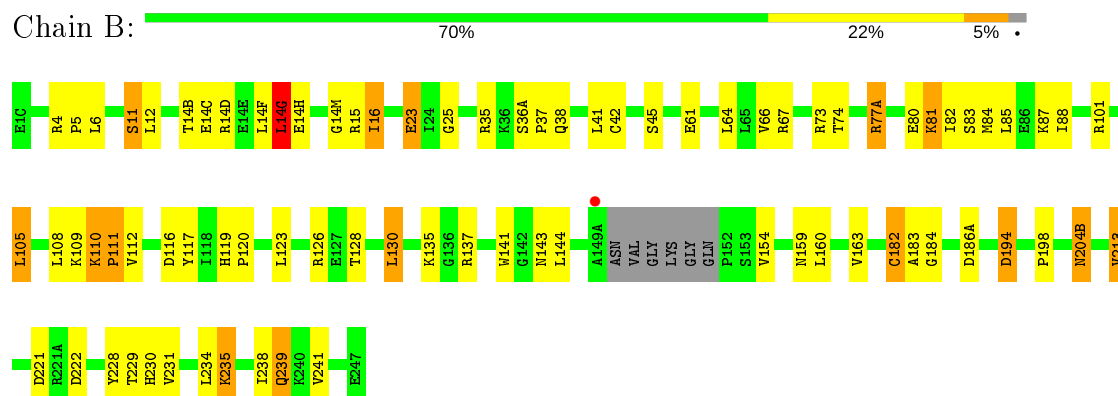 Chain B:
70% 22% 5% •
E1C R4 P5 L6 S11 L12 T14B E14C R14D E14E L14F L14G E14H G14M R15 I16 E23 I24 G25 R35 K36 S36A P37 Q38 L41 C42 S45 E61 L64 L65 V66 R67 R73 T74 R77A E80 K81 I82 S83 M84 L85 E86 K87 I88 R101
L105 L108 K109 K110 P111 V112 D116 Y117 I118 H119 P120 L123 R126 E127 T128 L130 K135 G136 R137 W141 G142 N143 L144 A149A ASN VAL GLY LYS GLY GLN P152 S153 V154 N159 L160 V163 C182 A183 G184 D186A D194 P198 N204B V213
D221 R221A D222 Y228 T229 H230 V231 L234 K235 I238 Q239 K240 V241 E247